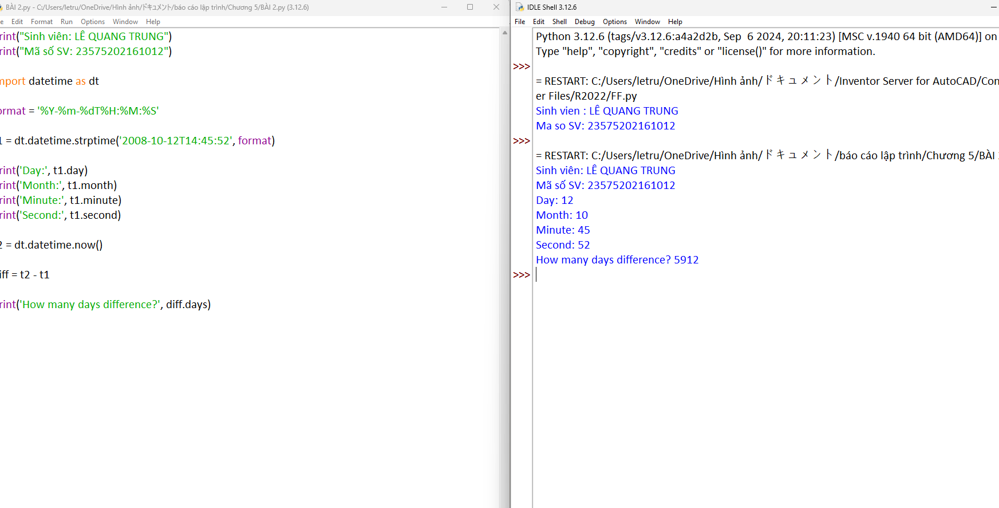 BÀI 2.py - C:/Users/letru/OneDrive/Hình ảnh/ドキュメント/báo cáo lập trình/Chương 5/BÀI 2.py (3.12.6)
e Edit Format Run Options Window Help
rint("Sinh viên: LÊ QUANG TRUNG")
rint("Mã số SV: 23575202161012")
mport datetime as dt
ormat = '%Y-%m-%dT%H:%M:%S'
1 = dt.datetime.strptime('2008-10-12T14:45:52', format)
rint('Day:', t1.day)
rint('Month:', t1.month)
rint('Minute:', t1.minute)
rint('Second:', t1.second)
2 = dt.datetime.now()
iff = t2 - t1
rint('How many days difference?', diff.days)
IDLE Shell 3.12.6
File Edit Shell Debug Options Window Help
Python 3.12.6 (tags/v3.12.6:a4a2d2b, Sep  6 2024, 20:11:23) [MSC v.1940 64 bit (AMD64)] on
Type "help", "copyright", "credits" or "license()" for more information.
>>>
= RESTART: C:/Users/letru/OneDrive/Hình ảnh/ドキュメント/Inventor Server for AutoCAD/Con
er Files/R2022/FF.py
Sinh vien : LÊ QUANG TRUNG
Ma so SV: 23575202161012
>>>
= RESTART: C:/Users/letru/OneDrive/Hình ảnh/ドキュメント/báo cáo lập trình/Chương 5/BÀI
Sinh viên: LÊ QUANG TRUNG
Mã số SV: 23575202161012
Day: 12
Month: 10
Minute: 45
Second: 52
How many days difference? 5912
>>>